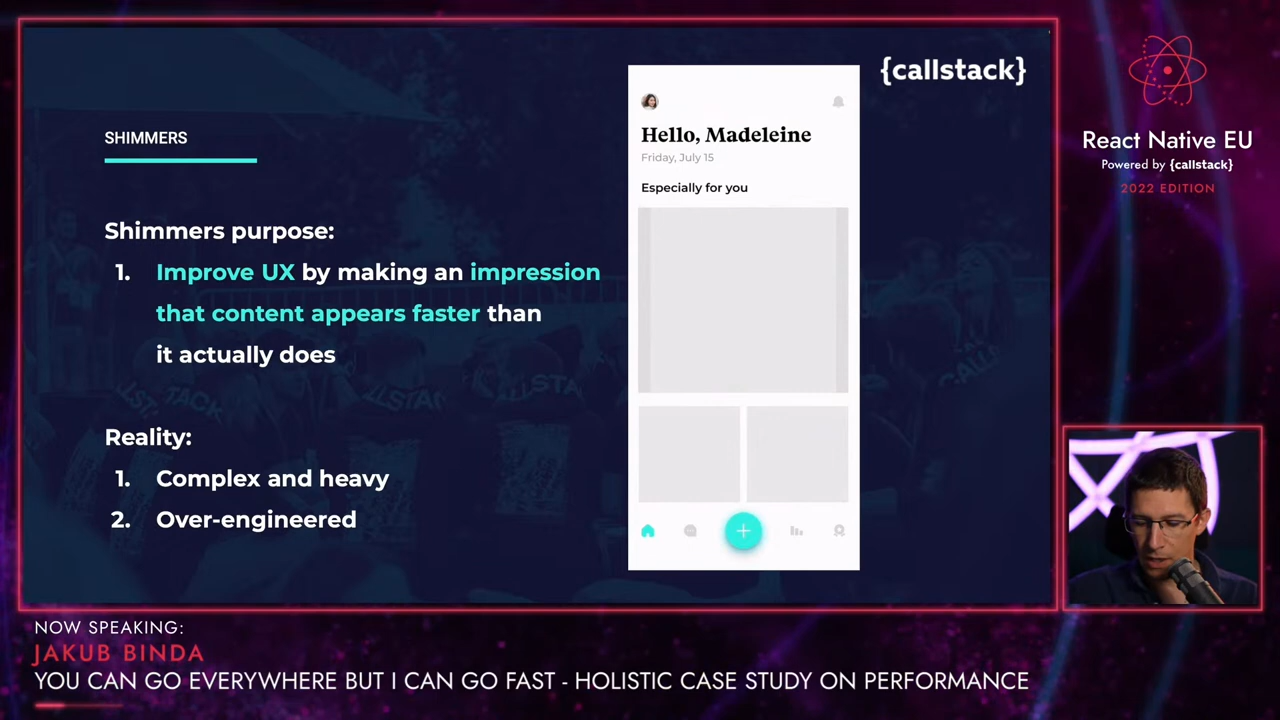 {callstack}
SHIMMERS
Shimmers purpose:
1. Improve UX by making an impression
that content appears faster than
it actually does
Reality:
1. Complex and heavy
2. Over-engineered
Hello, Madeleine
Friday, July 15
Especially for you
React Native EU
Powered by {callstack}
2022 EDITION
NOW SPEAKING:
JAKUB BINDA
YOU CAN GO EVERYWHERE BUT I CAN GO FAST - HOLISTIC CASE STUDY ON PERFORMANCE